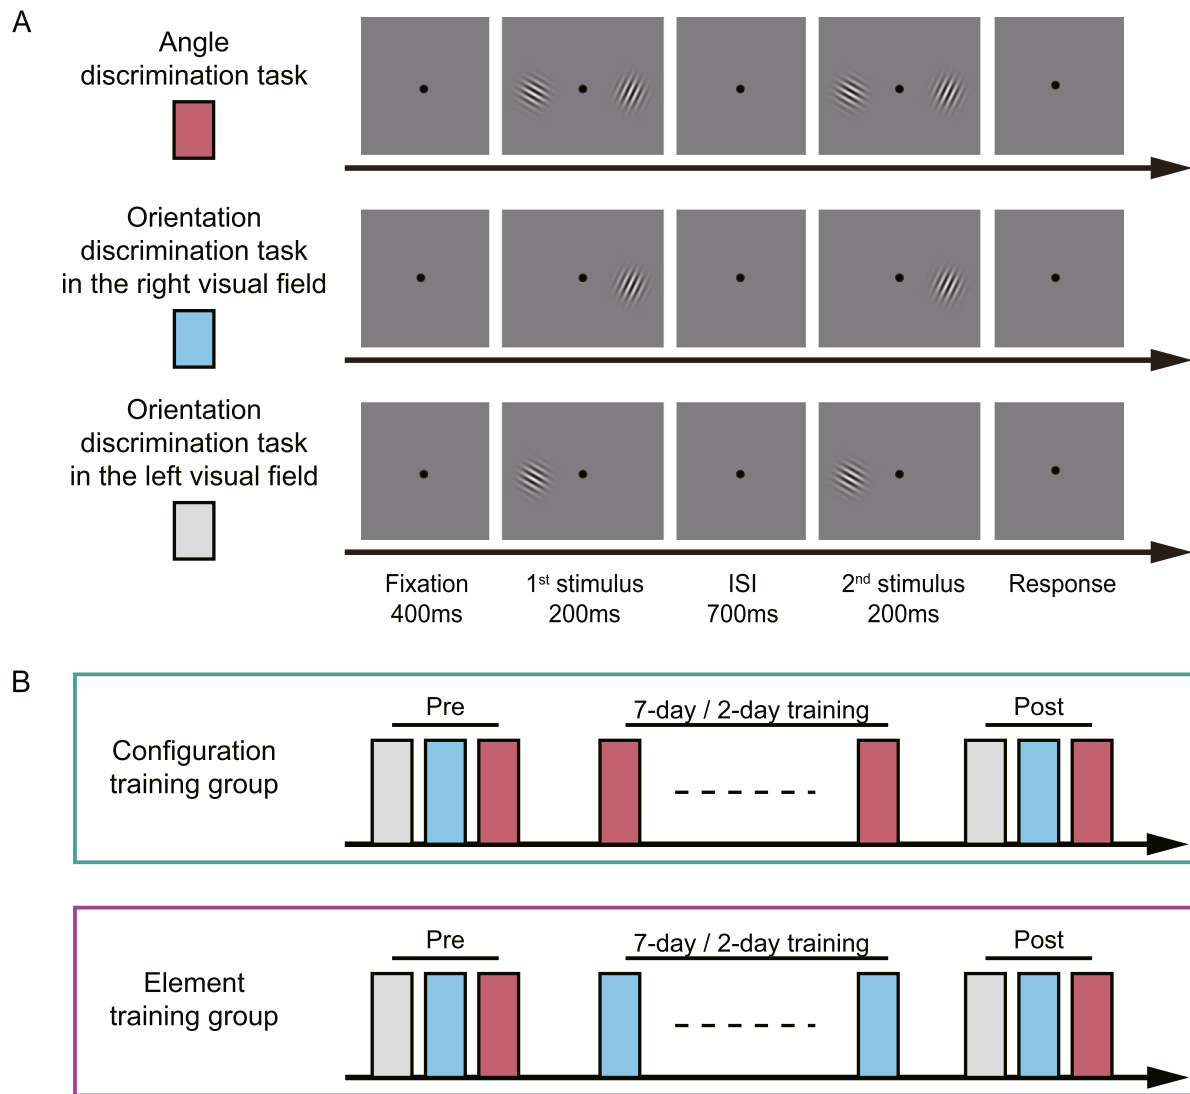 A
Angle
discrimination task
Orientation
discrimination task
in the right visual field
Orientation
discrimination task
in the left visual field
Fixation
400ms
1st stimulus
200ms
ISI
700ms
2nd stimulus
200ms
Response
B
Configuration
training group
Pre
7-day / 2-day training
Post
Element
training group
Pre
7-day / 2-day training
Post